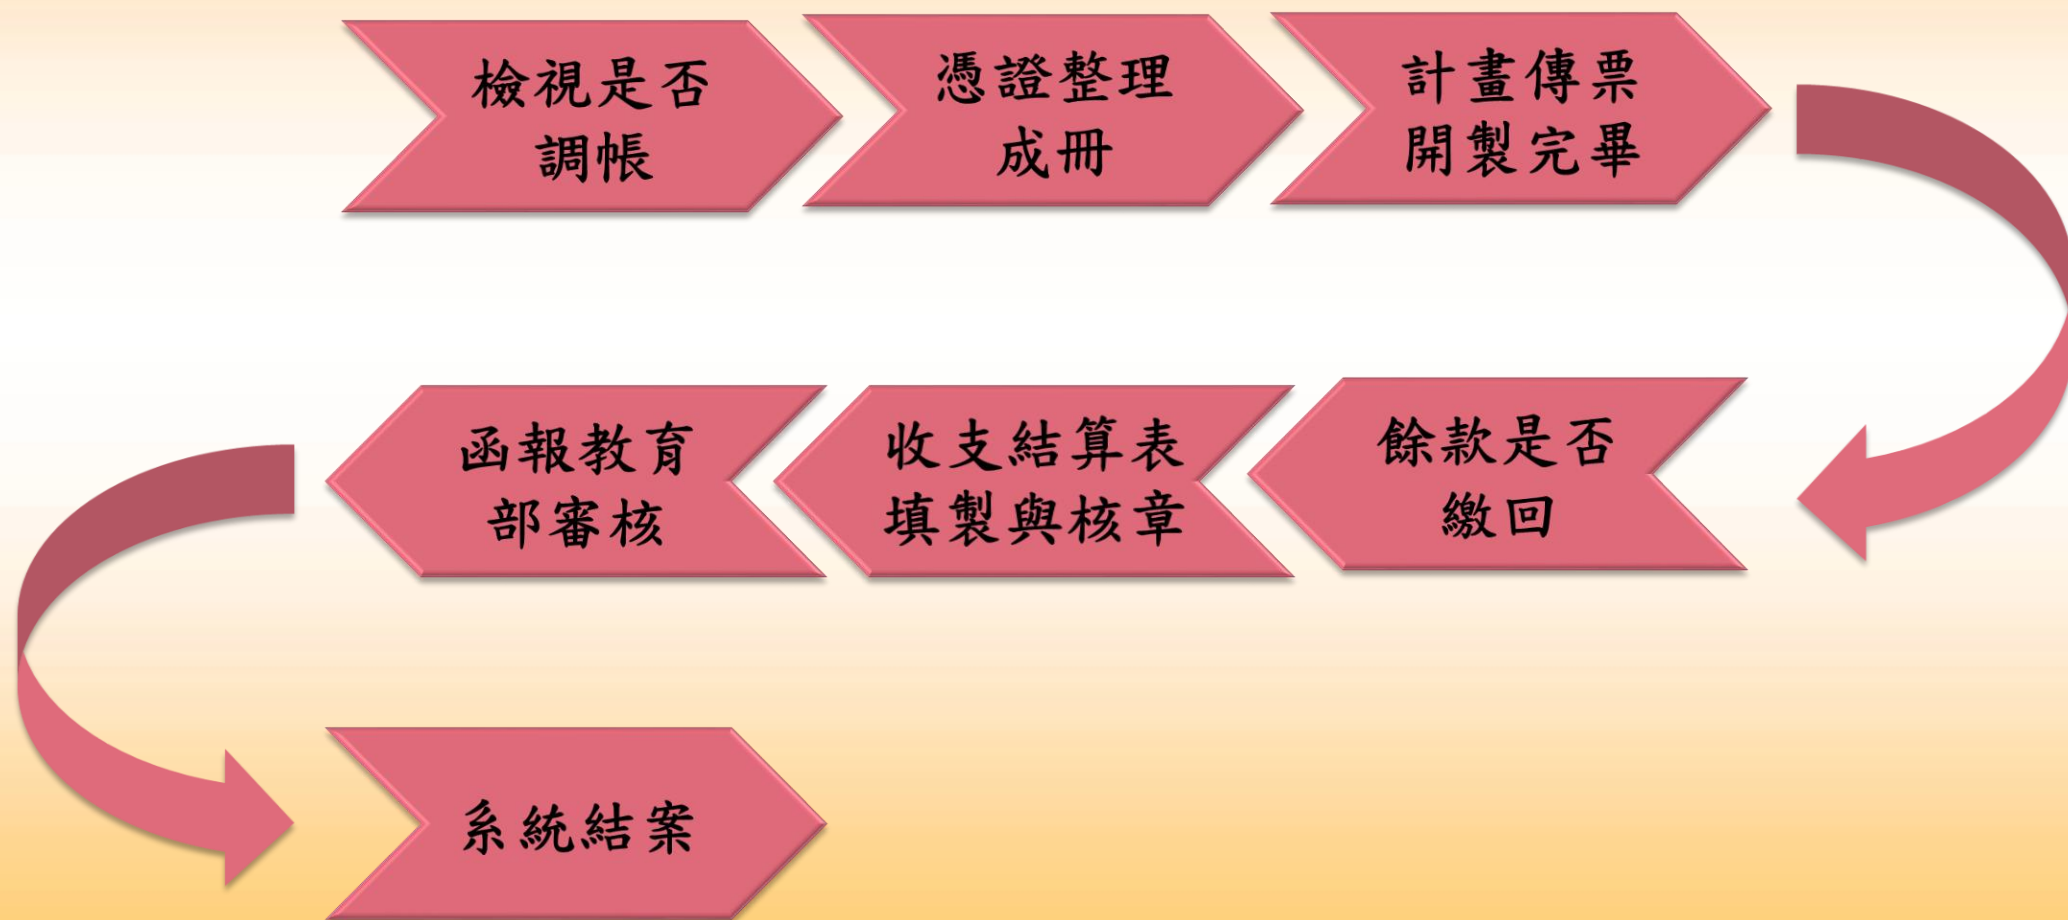 檢視是否
調帳
憑證整理
成冊
計畫傳票
開製完畢
餘款是否
繳回
收支結算表
填製與核章
函報教育
部審核
系統結案